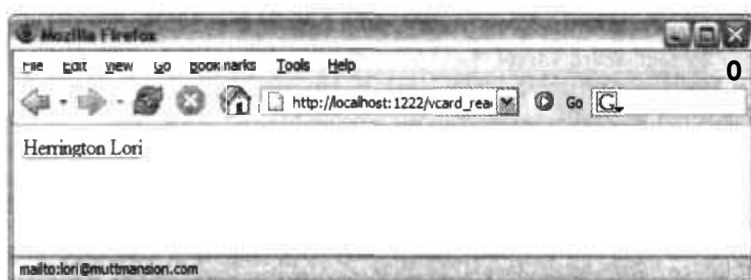 Mozilla Firefox
File Edit View Go Bookmarks Tools Help
0
http://localhost:1222/vcard_rea Go G
Herrington Lori
mailto:lori@muttmansion.com